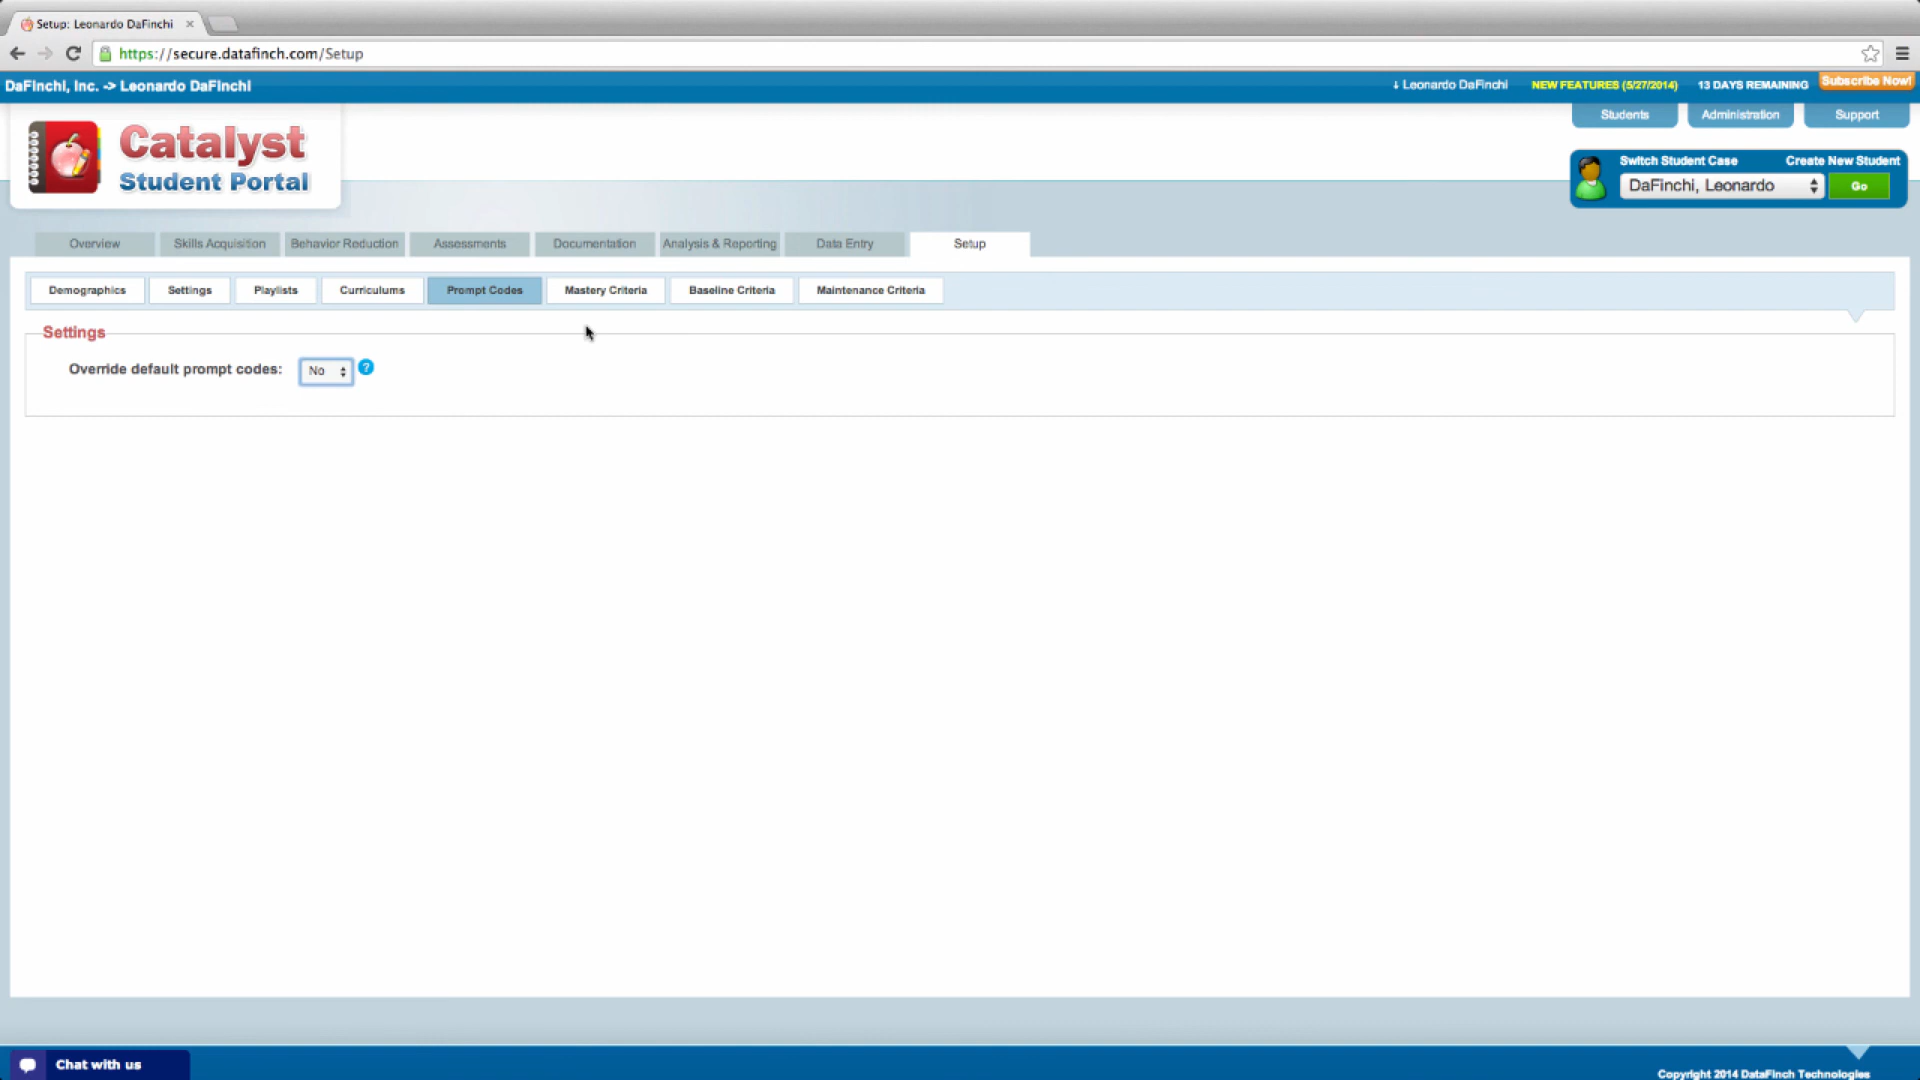 Setup: Leonardo DaFinchi
https://secure.datafinch.com/Setup
DaFinchi, Inc. -> Leonardo DaFinchi
Leonardo DaFinchi
NEW FEATURES (5/27/2014)
13 DAYS REMAINING
Subscribe Now!
Students
Administration
Support
Catalyst
Student Portal
Switch Student Case
Create New Student
DaFinchi, Leonardo
Go
Overview
Skills Acquisition
Behavior Reduction
Assessments
Documentation
Analysis & Reporting
Data Entry
Setup
Demographics
Settings
Playlists
Curriculums
Prompt Codes
Mastery Criteria
Baseline Criteria
Maintenance Criteria
Settings
Override default prompt codes:
No
?
Chat with us
Copyright 2014 DataFinch Technologies